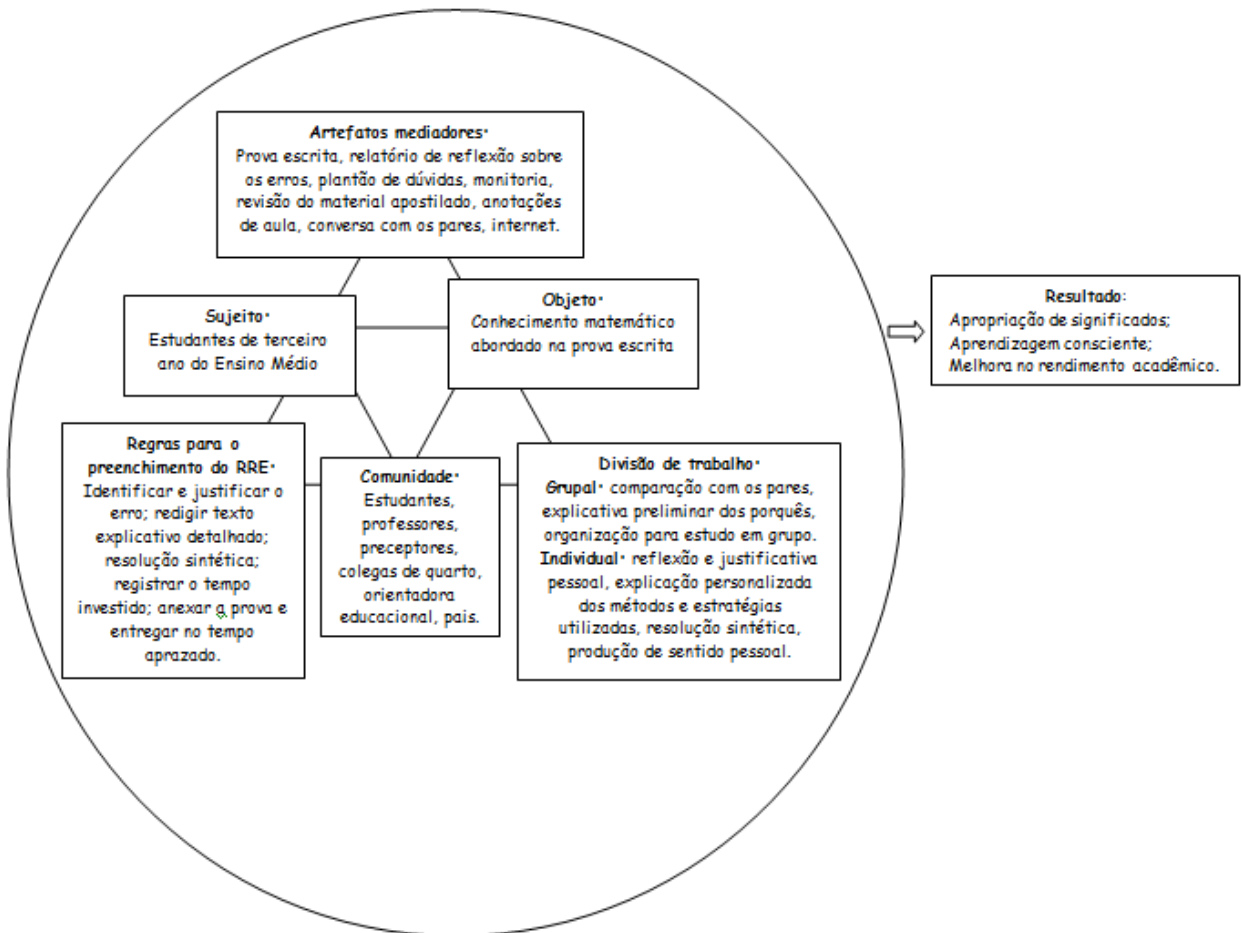 Artefatos mediadores·
Prova escrita, relatório de reflexão sobre
os erros, plantão de dúvidas, monitoria,
revisão do material apostilado, anotações
de aula, conversa com os pares, internet.
Sujeito·
Estudantes de terceiro
ano do Ensino Médio
Objeto·
Conhecimento matemático
abordado na prova escrita
Resultado:
Apropriação de significados;
Aprendizagem consciente;
Melhora no rendimento acadêmico.
Regras para o
preenchimento do RRE·
Identificar e justificar o
erro; redigir texto
explicativo detalhado;
resolução sintética;
registrar o tempo
investido; anexar a prova e
entregar no tempo
aprazado.
Comunidade·
Estudantes,
professores,
preceptores,
colegas de quarto,
orientadora
educacional, pais.
Divisão de trabalho·
Grupal· comparação com os pares,
explicativa preliminar dos porquês,
organização para estudo em grupo.
Individual· reflexão e justificativa
pessoal, explicação personalizada
dos métodos e estratégias
utilizadas, resolução sintética,
produção de sentido pessoal.